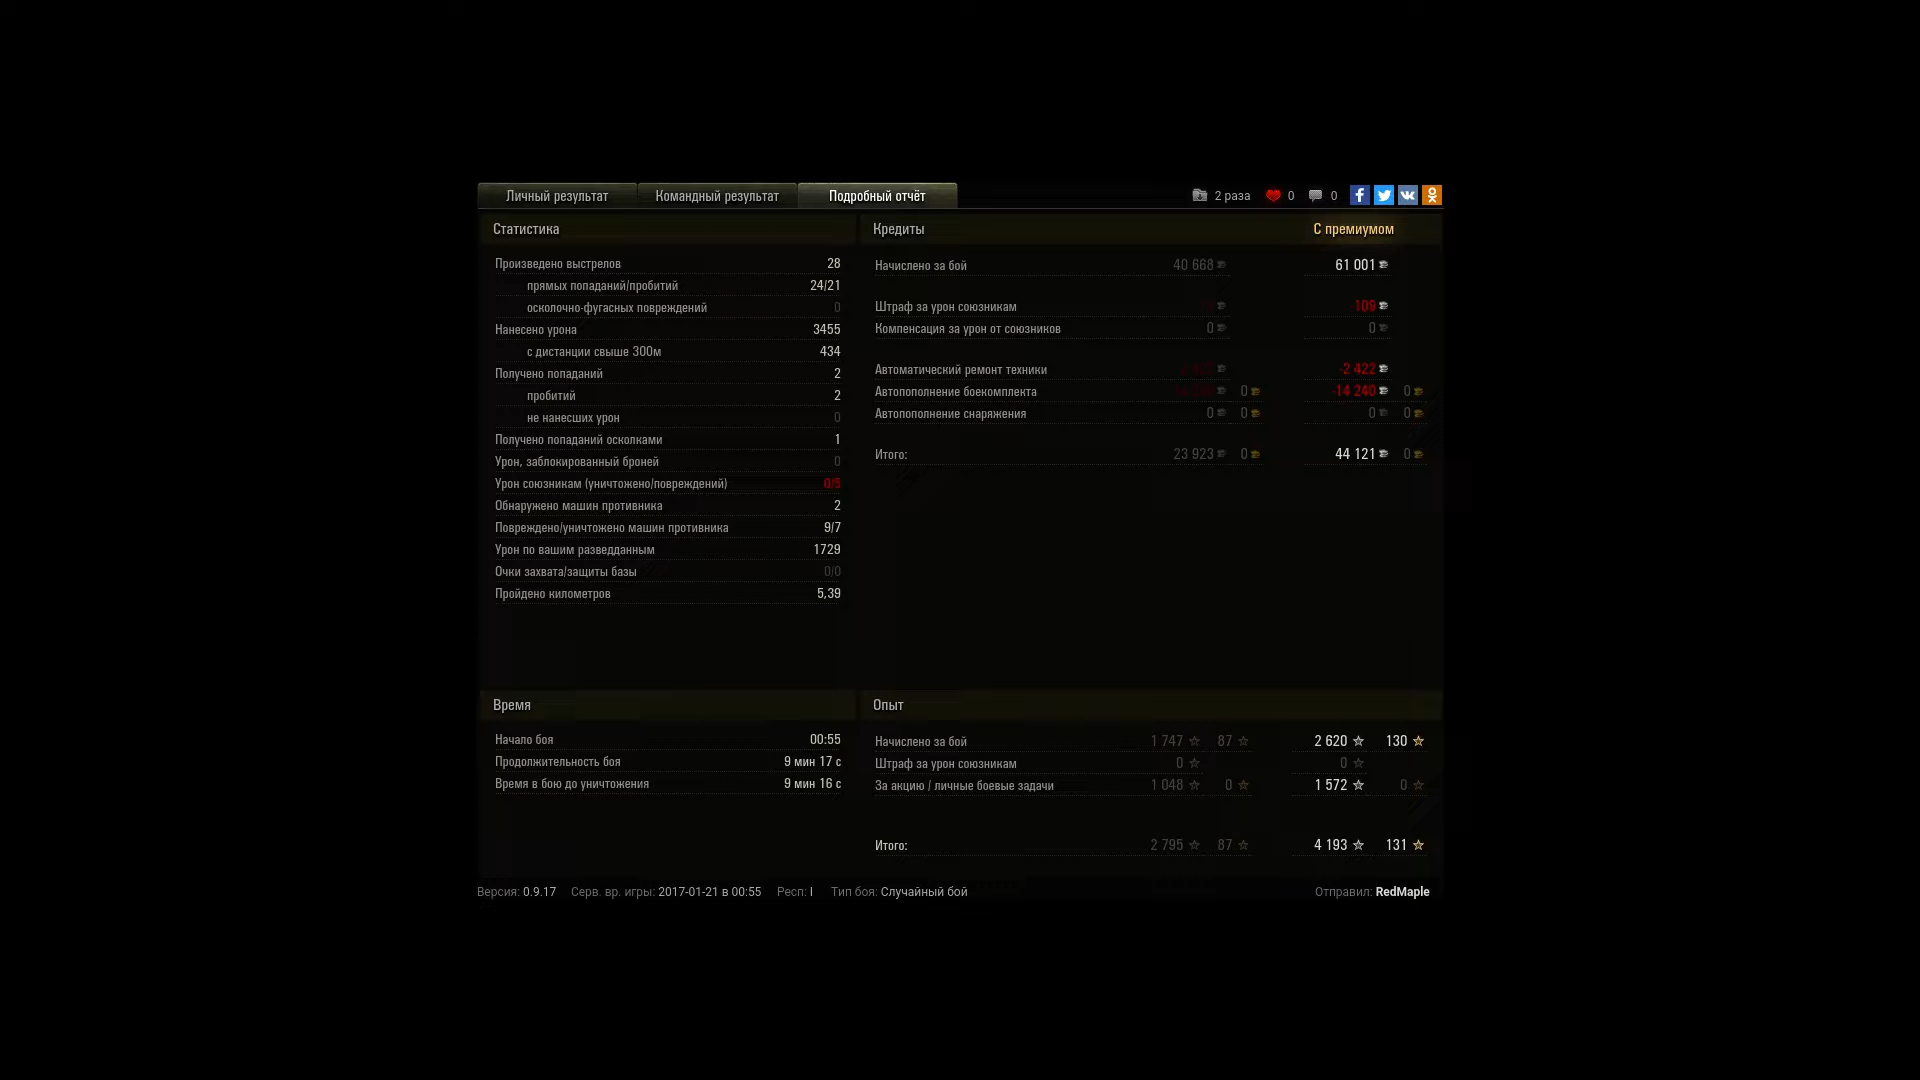 Личный результат Командный результат Подробный отчёт 2 раза 0 0
Статистика
Произведено выстрелов 28
прямых попаданий/пробитий 24/21
осколочно-фугасных повреждений 0
Нанесено урона 3455
с дистанции свыше 300м 434
Получено попаданий 2
пробитий 2
не нанесших урон 0
Получено попаданий осколками 1
Урон, заблокированный броней 0
Урон союзникам (уничтожено/повреждений) 0/5
Обнаружено машин противника 2
Повреждено/уничтожено машин противника 9/7
Урон по вашим разведданным 1729
Очки захвата/защиты базы 0/0
Пройдено километров 5,39
Кредиты С премиумом
Начислено за бой 40 668 61 001
Штраф за урон союзникам 109
Компенсация за урон от союзников 0 0
Автоматический ремонт техники -2 422
Автопополнение боекомплекта 0 -14 240 0
Автопополнение снаряжения 0 0 0 0
Итого: 23 923 0 44 121 0
Время
Начало боя 00:55
Продолжительность боя 9 мин 17 с
Время в бою до уничтожения 9 мин 16 с
Опыт
Начислено за бой 1 747 87 2 620 130
Штраф за урон союзникам 0 0
За акцию / личные боевые задачи 1 048 0 1 572 0
Итого: 2 795 87 4 193 131
Версия: 0.9.17 Серв. вр. игры: 2017-01-21 в 00:55 Респ: I Тип боя: Случайный бой Отправил: RedMaple